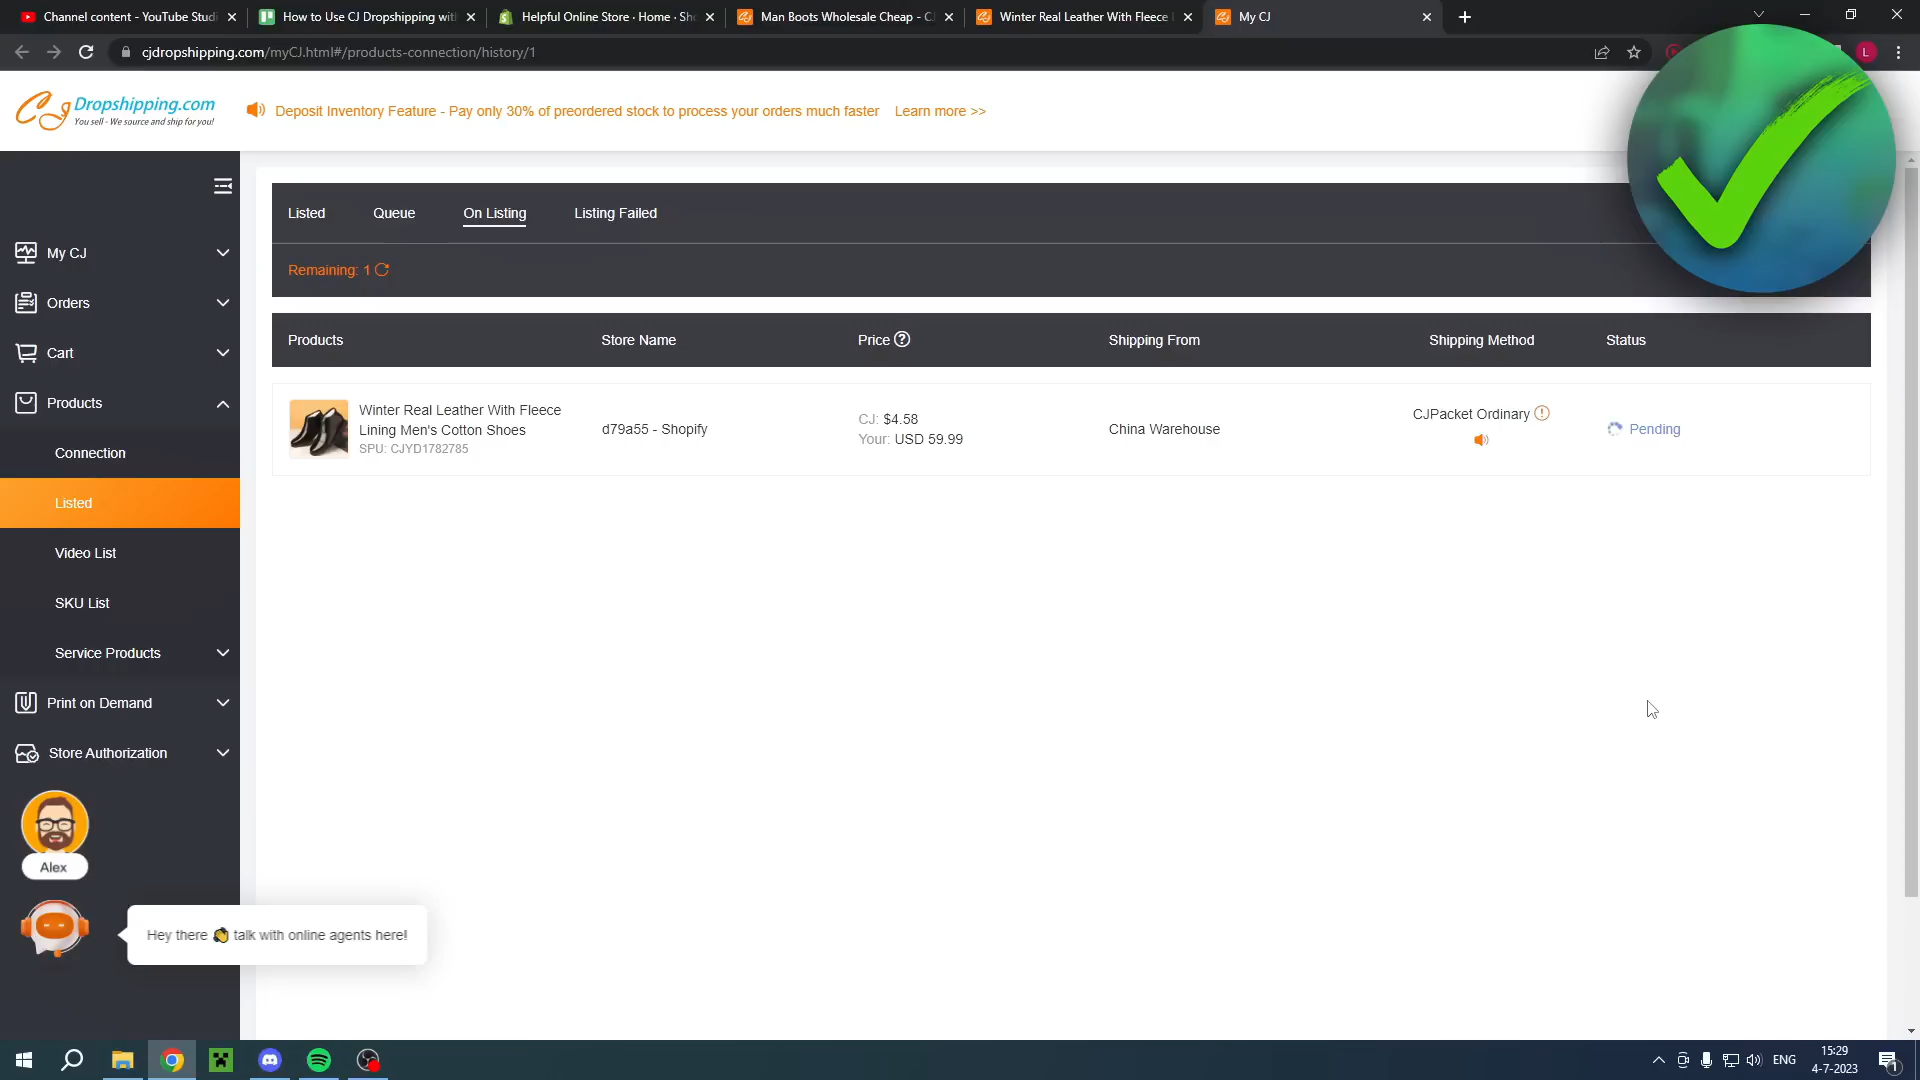 Channel content - YouTube Studi
How to Use CJ Dropshipping with
Helpful Online Store · Home · Sho
Man Boots Wholesale Cheap - CJ
Winter Real Leather With Fleece L
My CJ
cjdropshipping.com/myCJ.html#/products-connection/history/1
L
CJ Dropshipping.com
You sell - We source and ship for you!
Deposit Inventory Feature - Pay only 30% of preordered stock to process your orders much faster Learn more >>
My CJ
Orders
Cart
Products
Connection
Listed
Video List
SKU List
Service Products
Print on Demand
Store Authorization
Alex
Hey there 👏 talk with online agents here!
Listed Queue On Listing Listing Failed
Remaining: 1
Products Store Name Price Shipping From Shipping Method Status
Winter Real Leather With Fleece
Lining Men's Cotton Shoes
SPU: CJYD1782785
d79a55 - Shopify
CJ: $4.58
Your: USD 59.99
China Warehouse
CJPacket Ordinary
Pending
ENG
15:29
4-7-2023
1